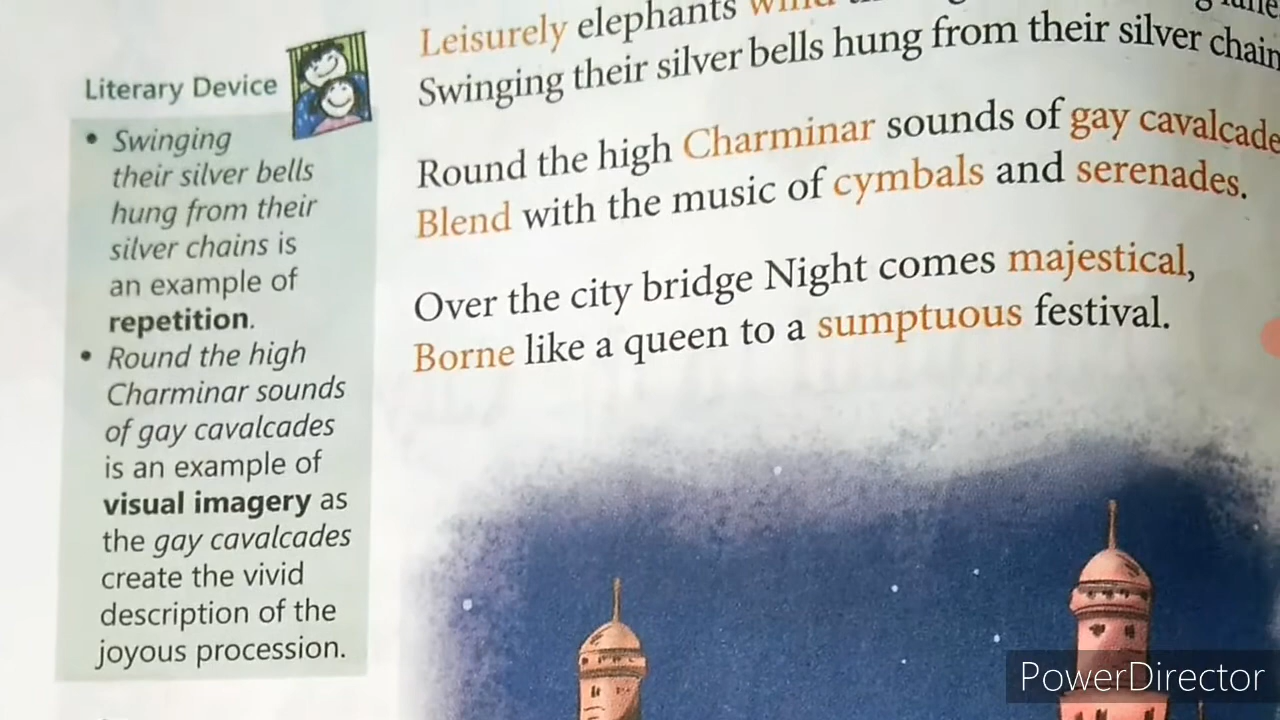 Literary Device
• Swinging
their silver bells
hung from their
silver chains is
an example of
repetition.
• Round the high
Charminar sounds
of gay cavalcades
is an example of
visual imagery as
the gay cavalcades
create the vivid
description of the
joyous procession.
Leisurely elephants wind
Swinging their silver bells hung from their silver chain
Round the high Charminar sounds of gay cavalcade
Blend with the music of cymbals and serenades.
Over the city bridge Night comes majestical,
Borne like a queen to a sumptuous festival.
PowerDirector